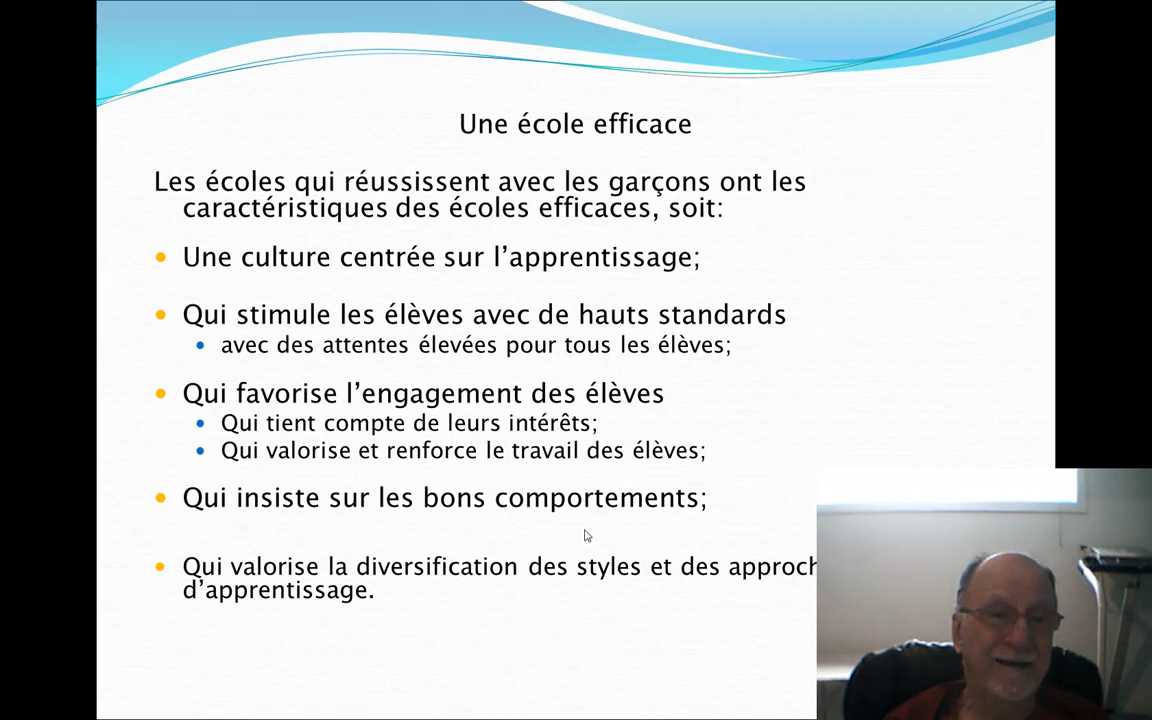 Une école efficace
Les écoles qui réussissent avec les garçons ont les
caractéristiques des écoles efficaces, soit:
Une culture centrée sur l’apprentissage;
Qui stimule les élèves avec de hauts standards
avec des attentes élevées pour tous les élèves;
Qui favorise l’engagement des élèves
Qui tient compte de leurs intérêts;
Qui valorise et renforce le travail des élèves;
Qui insiste sur les bons comportements;
Qui valorise la diversification des styles et des approch
d’apprentissage.